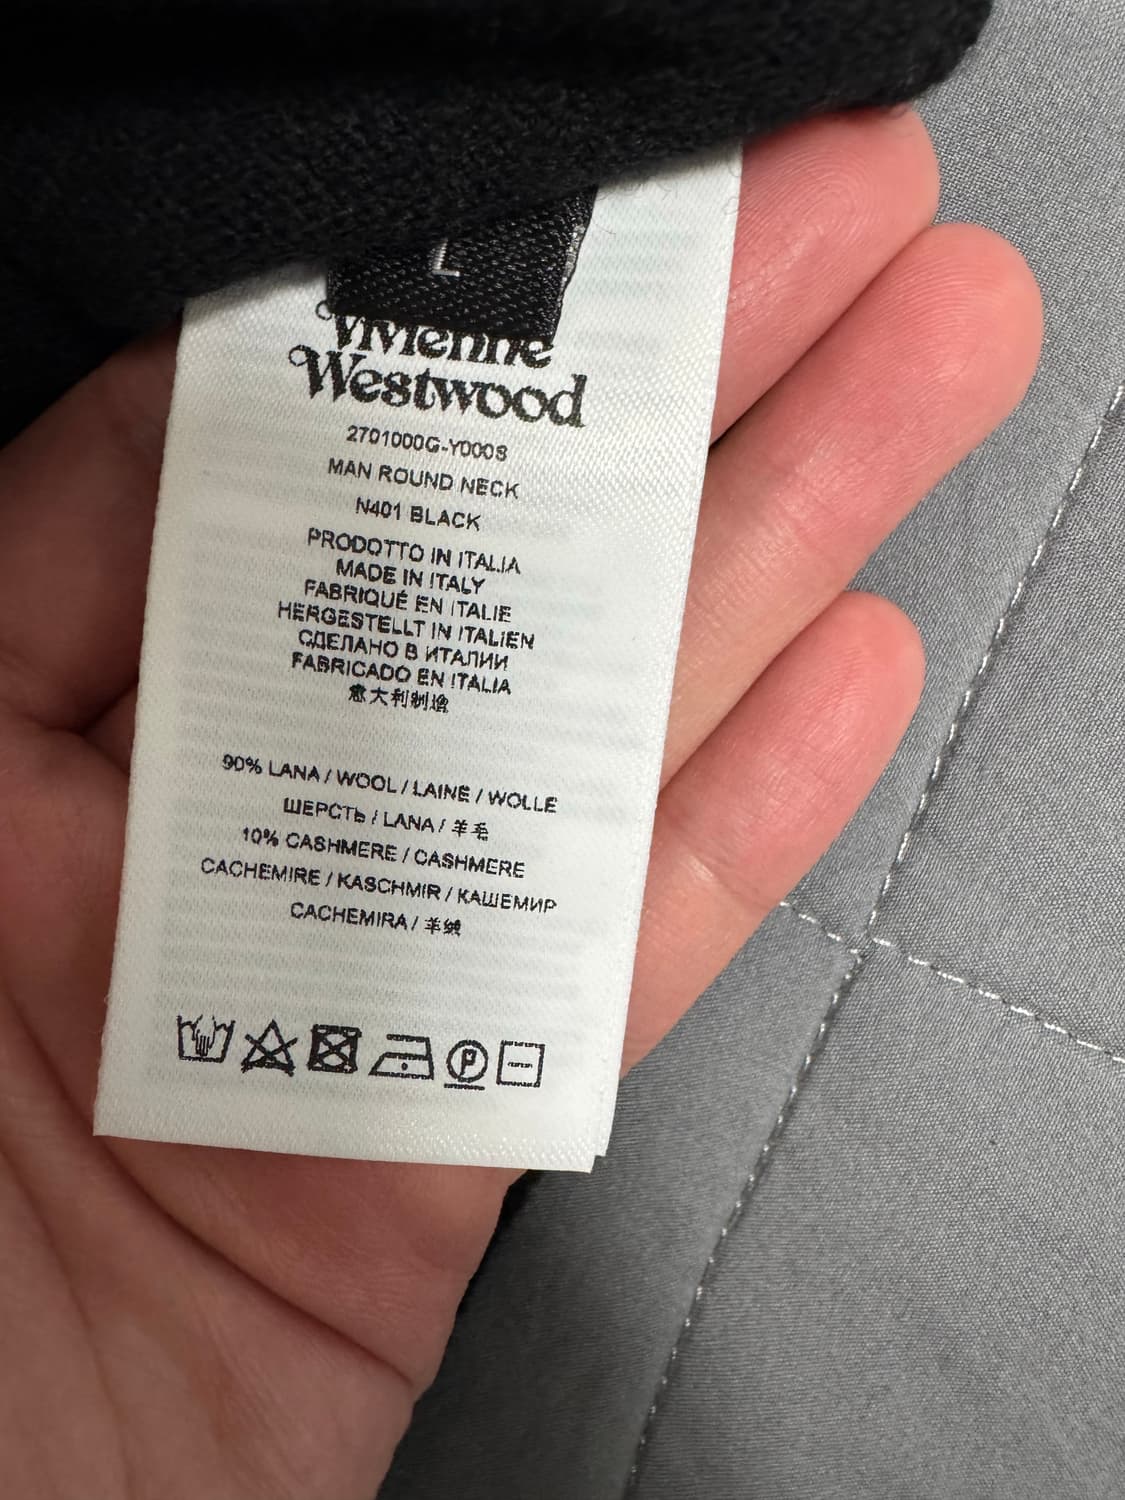 L
Vivienne
Westwood
2701000G-Y000S
MAN ROUND NECK
N401 BLACK
PRODOTTO IN ITALIA
MADE IN ITALY
FABRIQUÉ EN ITALIE
HERGESTELLT IN ITALIEN
СДЕЛАНО В ИТАЛИИ
FABRICADO EN ITALIA
意大利制造
90% LANA / WOOL / LAINE / WOLLE
ШЕРСТЬ / LANA / 羊毛
10% CASHMERE / CASHMERE
CACHEMIRE / KASCHMIR / КАШЕМИР
CACHEMIRA / 羊绒
P